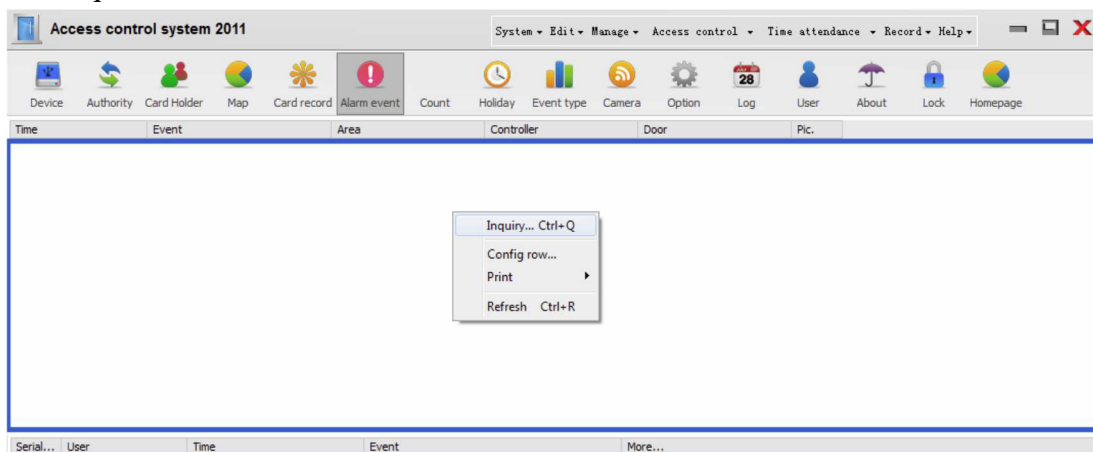 Access control system 2011
System Edit Manage Access control Time attendance Record Help
Device Authority Card Holder Map Card record Alarm event Count Holiday Event type Camera Option 28 Log User About Lock Homepage
Time Event Area Controller Door Pic.
Inquiry... Ctrl+Q
Config row...
Print
Refresh Ctrl+R
Serial... User Time Event More...